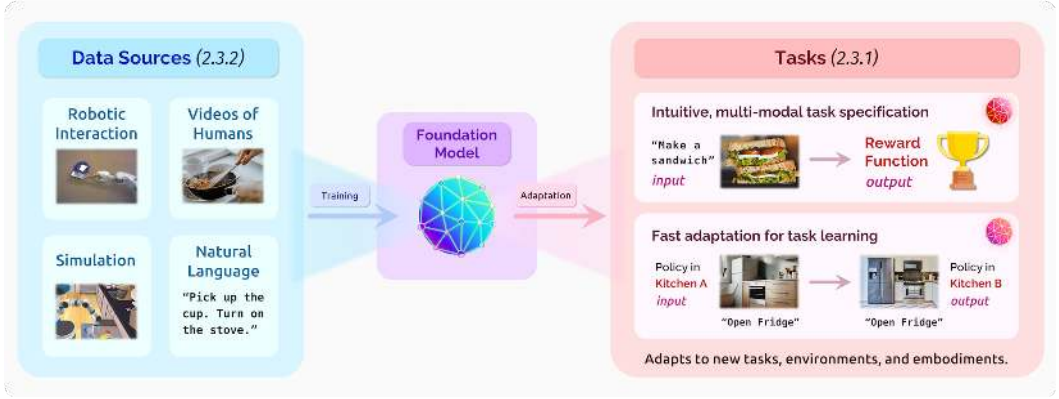 Data Sources (2.3.2)
Robotic
Interaction
Videos of
Humans
Simulation
Natural
Language
“Pick up the
cup. Turn on
the stove.”
Training
Foundation
Model
Adaptation
Tasks (2.3.1)
Intuitive, multi-modal task specification
“Make a
sandwich”
input
Reward
Function
output
Fast adaptation for task learning
Policy in
Kitchen A
input
“Open Fridge”
“Open Fridge”
Policy in
Kitchen B
output
Adapts to new tasks, environments, and embodiments.